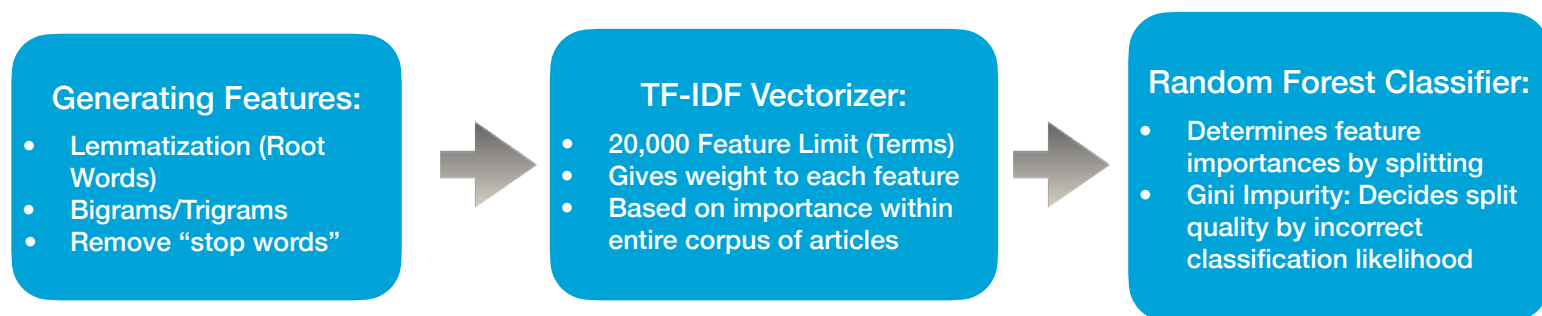 Generating Features:
• Lemmatization (Root
Words)
• Bigrams/Trigrams
• Remove “stop words”
TF-IDF Vectorizer:
• 20,000 Feature Limit (Terms)
• Gives weight to each feature
• Based on importance within
entire corpus of articles
Random Forest Classifier:
• Determines feature
importances by splitting
• Gini Impurity: Decides split
quality by incorrect
classification likelihood